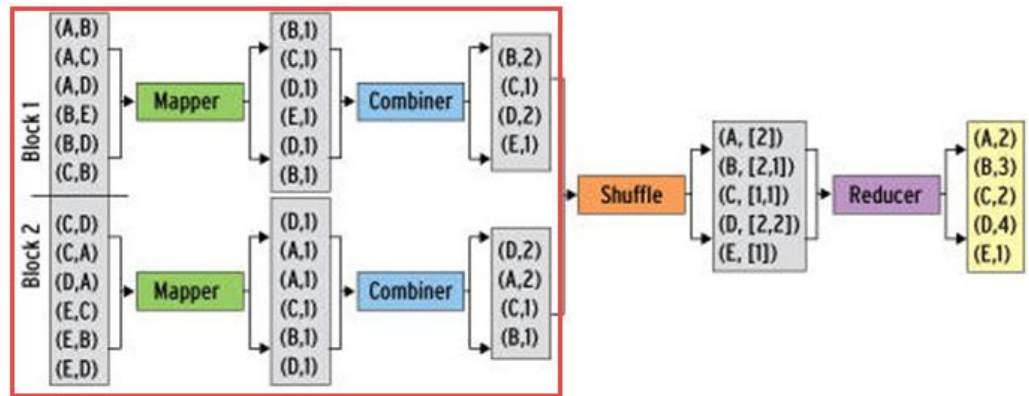 Block 1
(A,B)
(A,C)
(A,D)
(B,E)
(B,D)
(C,B)
Mapper
(B,1)
(C,1)
(D,1)
(E,1)
(D,1)
(B,1)
Combiner
(B,2)
(C,1)
(D,2)
(E,1)
Block 2
(C,D)
(C,A)
(D,A)
(E,C)
(E,B)
(E,D)
Mapper
(D,1)
(A,1)
(A,1)
(C,1)
(B,1)
(D,1)
Combiner
(D,2)
(A,2)
(C,1)
(B,1)
Shuffle
(A, [2])
(B, [2,1])
(C, [1,1])
(D, [2,2])
(E, [1])
Reducer
(A,2)
(B,3)
(C,2)
(D,4)
(E,1)